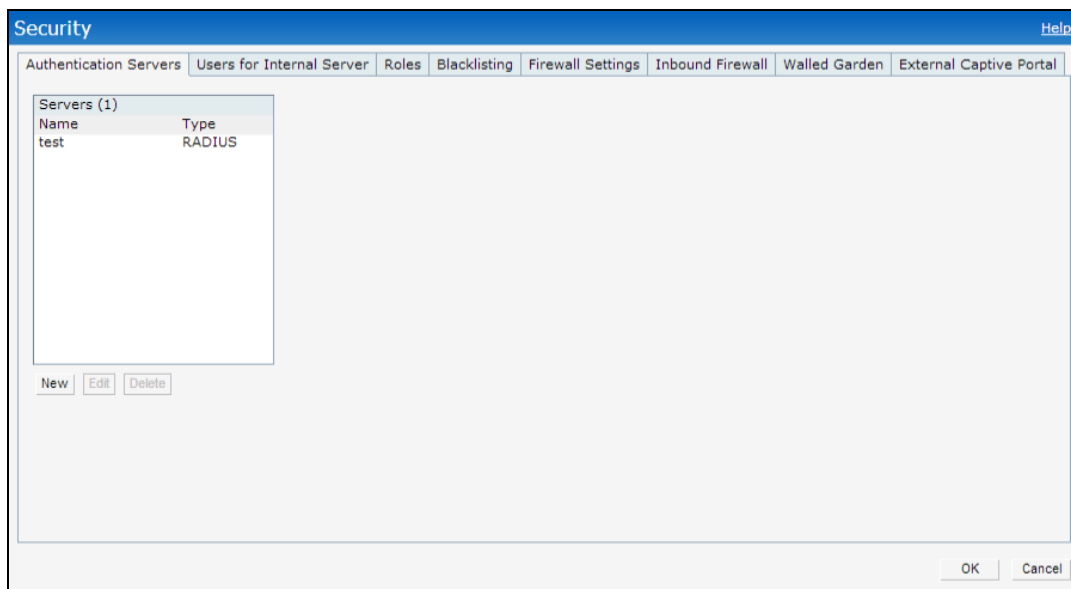 Security Help
Authentication Servers Users for Internal Server Roles Blacklisting Firewall Settings Inbound Firewall Walled Garden External Captive Portal
Servers (1)
Name Type
test RADIUS
New Edit Delete
OK Cancel